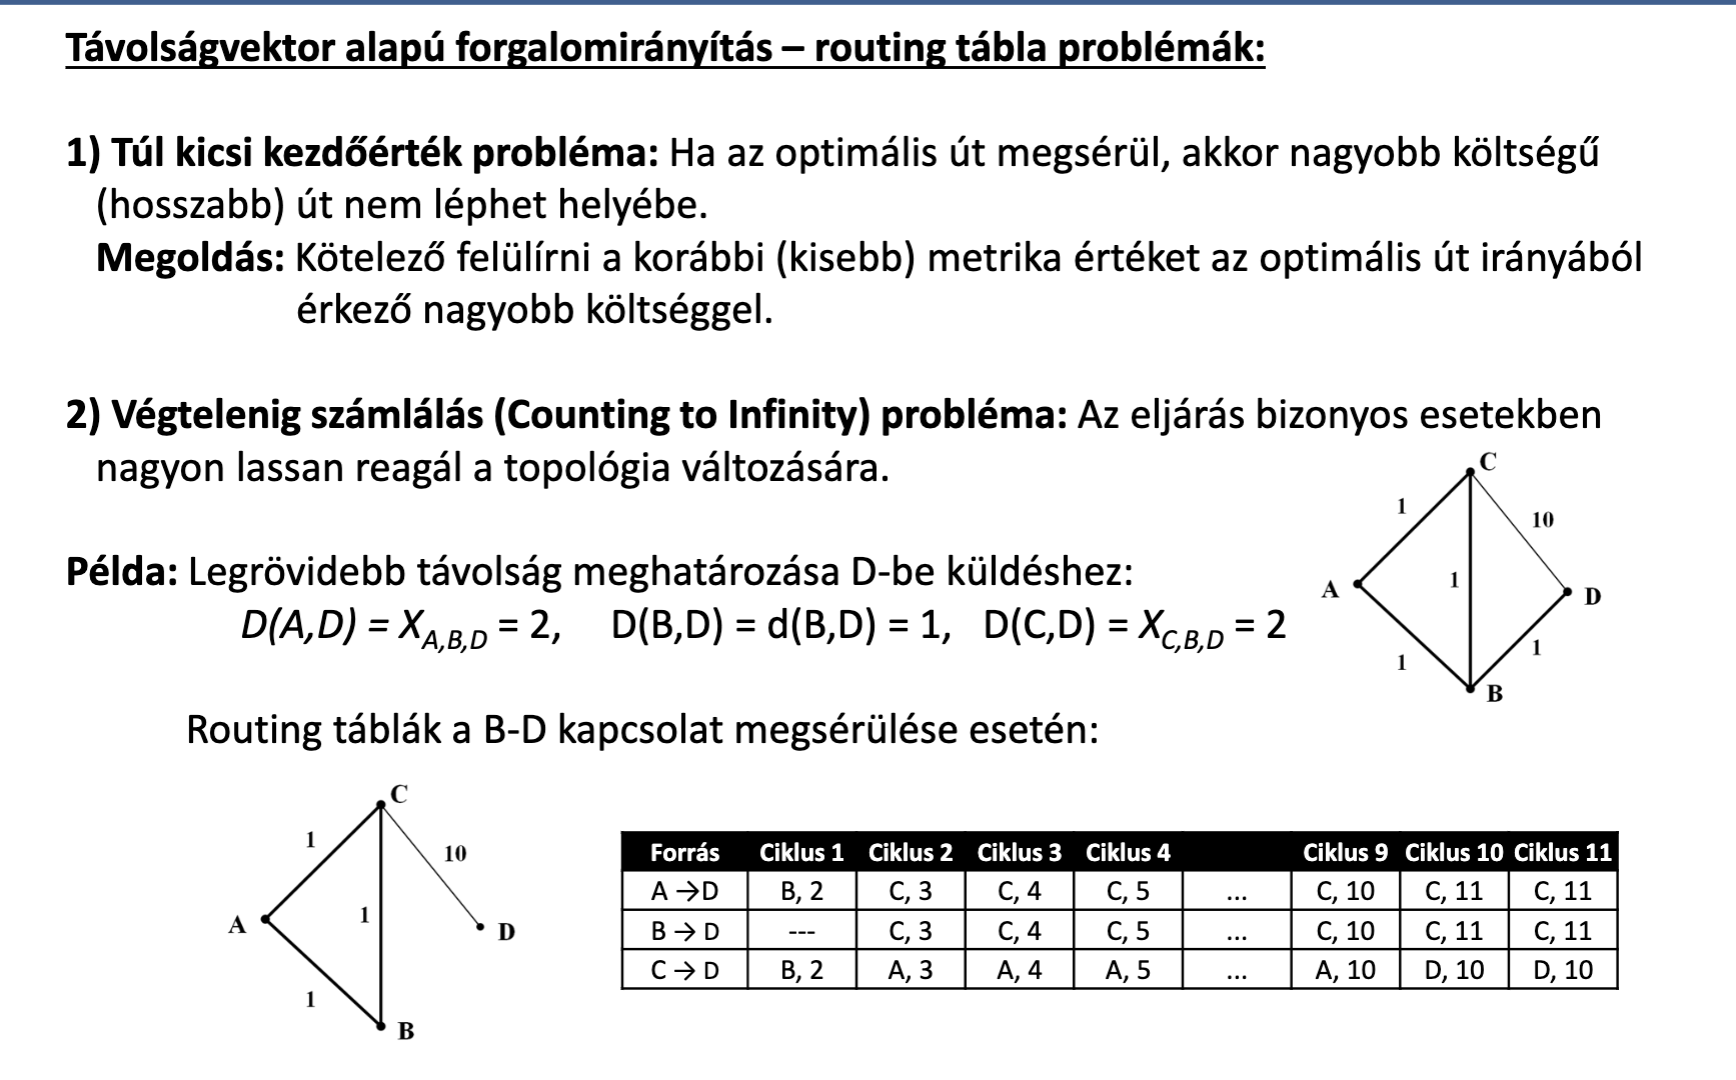 Távolságvektor alapú forgalomirányítás – routing tábla problémák:
1) Túl kicsi kezdőérték probléma: Ha az optimális út megsérül, akkor nagyobb költségű
(hosszabb) út nem léphet helyébe.
Megoldás: Kötelező felülírni a korábbi (kisebb) metrika értéket az optimális út irányából
érkező nagyobb költséggel.
2) Végtelenig számlálás (Counting to Infinity) probléma: Az eljárás bizonyos esetekben
nagyon lassan reagál a topológia változására.
C
1
10
1
A
D
1
1
B
Példa: Legrövidebb távolság meghatározása D-be küldéshez:
D(A,D) = X_A,B,D = 2, D(B,D) = d(B,D) = 1, D(C,D) = X_C,B,D = 2
Routing táblák a B-D kapcsolat megsérülése esetén:
C
1
10
1
A
D
1
B
Forrás Ciklus 1 Ciklus 2 Ciklus 3 Ciklus 4 Ciklus 9 Ciklus 10 Ciklus 11
A → D B, 2 C, 3 C, 4 C, 5 ... C, 10 C, 11 C, 11
B → D --- C, 3 C, 4 C, 5 ... C, 10 C, 11 C, 11
C → D B, 2 A, 3 A, 4 A, 5 ... A, 10 D, 10 D, 10